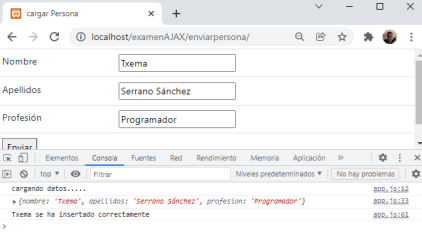 cargar Persona
localhost/examenAJAX/enviarpersona/
Nombre Txema
Apellidos Serrano Sánchez
Profesión Programador
Enviar
Elementos Consola Fuentes Red Rendimiento Memoria Aplicación »
top Filtrar Niveles predeterminados No hay problemas
cargando datos..... app.js:12
{nombre: 'Txema', apellidos: 'Serrano Sánchez', profesion: 'Programador'} app.js:33
Txema se ha insertado correctamente app.js:61